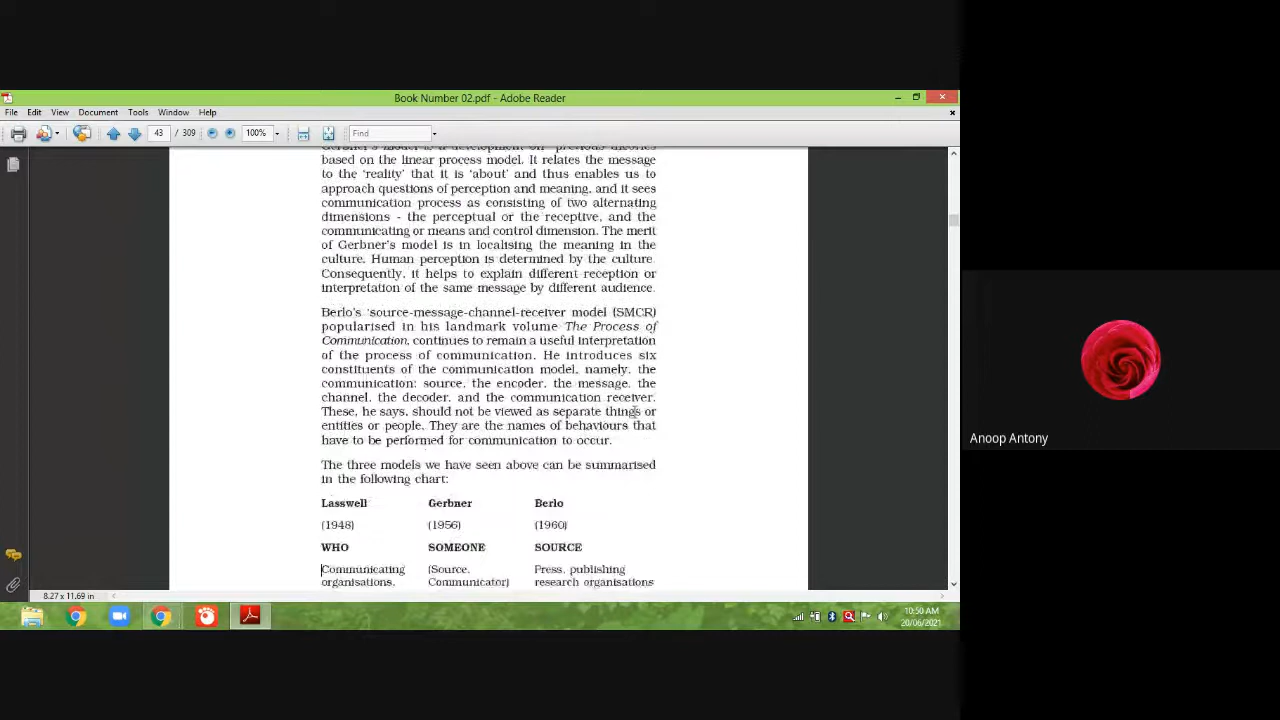 Book Number 02.pdf - Adobe Reader
File Edit View Document Tools Window Help
43 / 309 100% Find
Gerbner's model is a development on previous theories
based on the linear process model. It relates the message
to the 'reality' that it is 'about' and thus enables us to
approach questions of perception and meaning, and it sees
communication process as consisting of two alternating
dimensions - the perceptual or the receptive, and the
communicating or means and control dimension. The merit
of Gerbner's model is in localising the meaning in the
culture. Human perception is determined by the culture.
Consequently, it helps to explain different reception or
interpretation of the same message by different audience.
Berlo's 'source-message-channel-receiver model (SMCR)
popularised in his landmark volume The Process of
Communication, continues to remain a useful interpretation
of the process of communication. He introduces six
constituents of the communication model, namely, the
communication: source, the encoder, the message, the
channel, the decoder, and the communication receiver.
These, he says, should not be viewed as separate things or
entities or people. They are the names of behaviours that
have to be performed for communication to occur.
The three models we have seen above can be summarised
in the following chart:
Lasswell Gerbner Berlo
(1948) (1956) (1960)
WHO SOMEONE SOURCE
Communicating (Source, Press, publishing
organisations, Communicator) research organisations
8.27 x 11.69 in
10:50 AM
20/06/2021
Anoop Antony